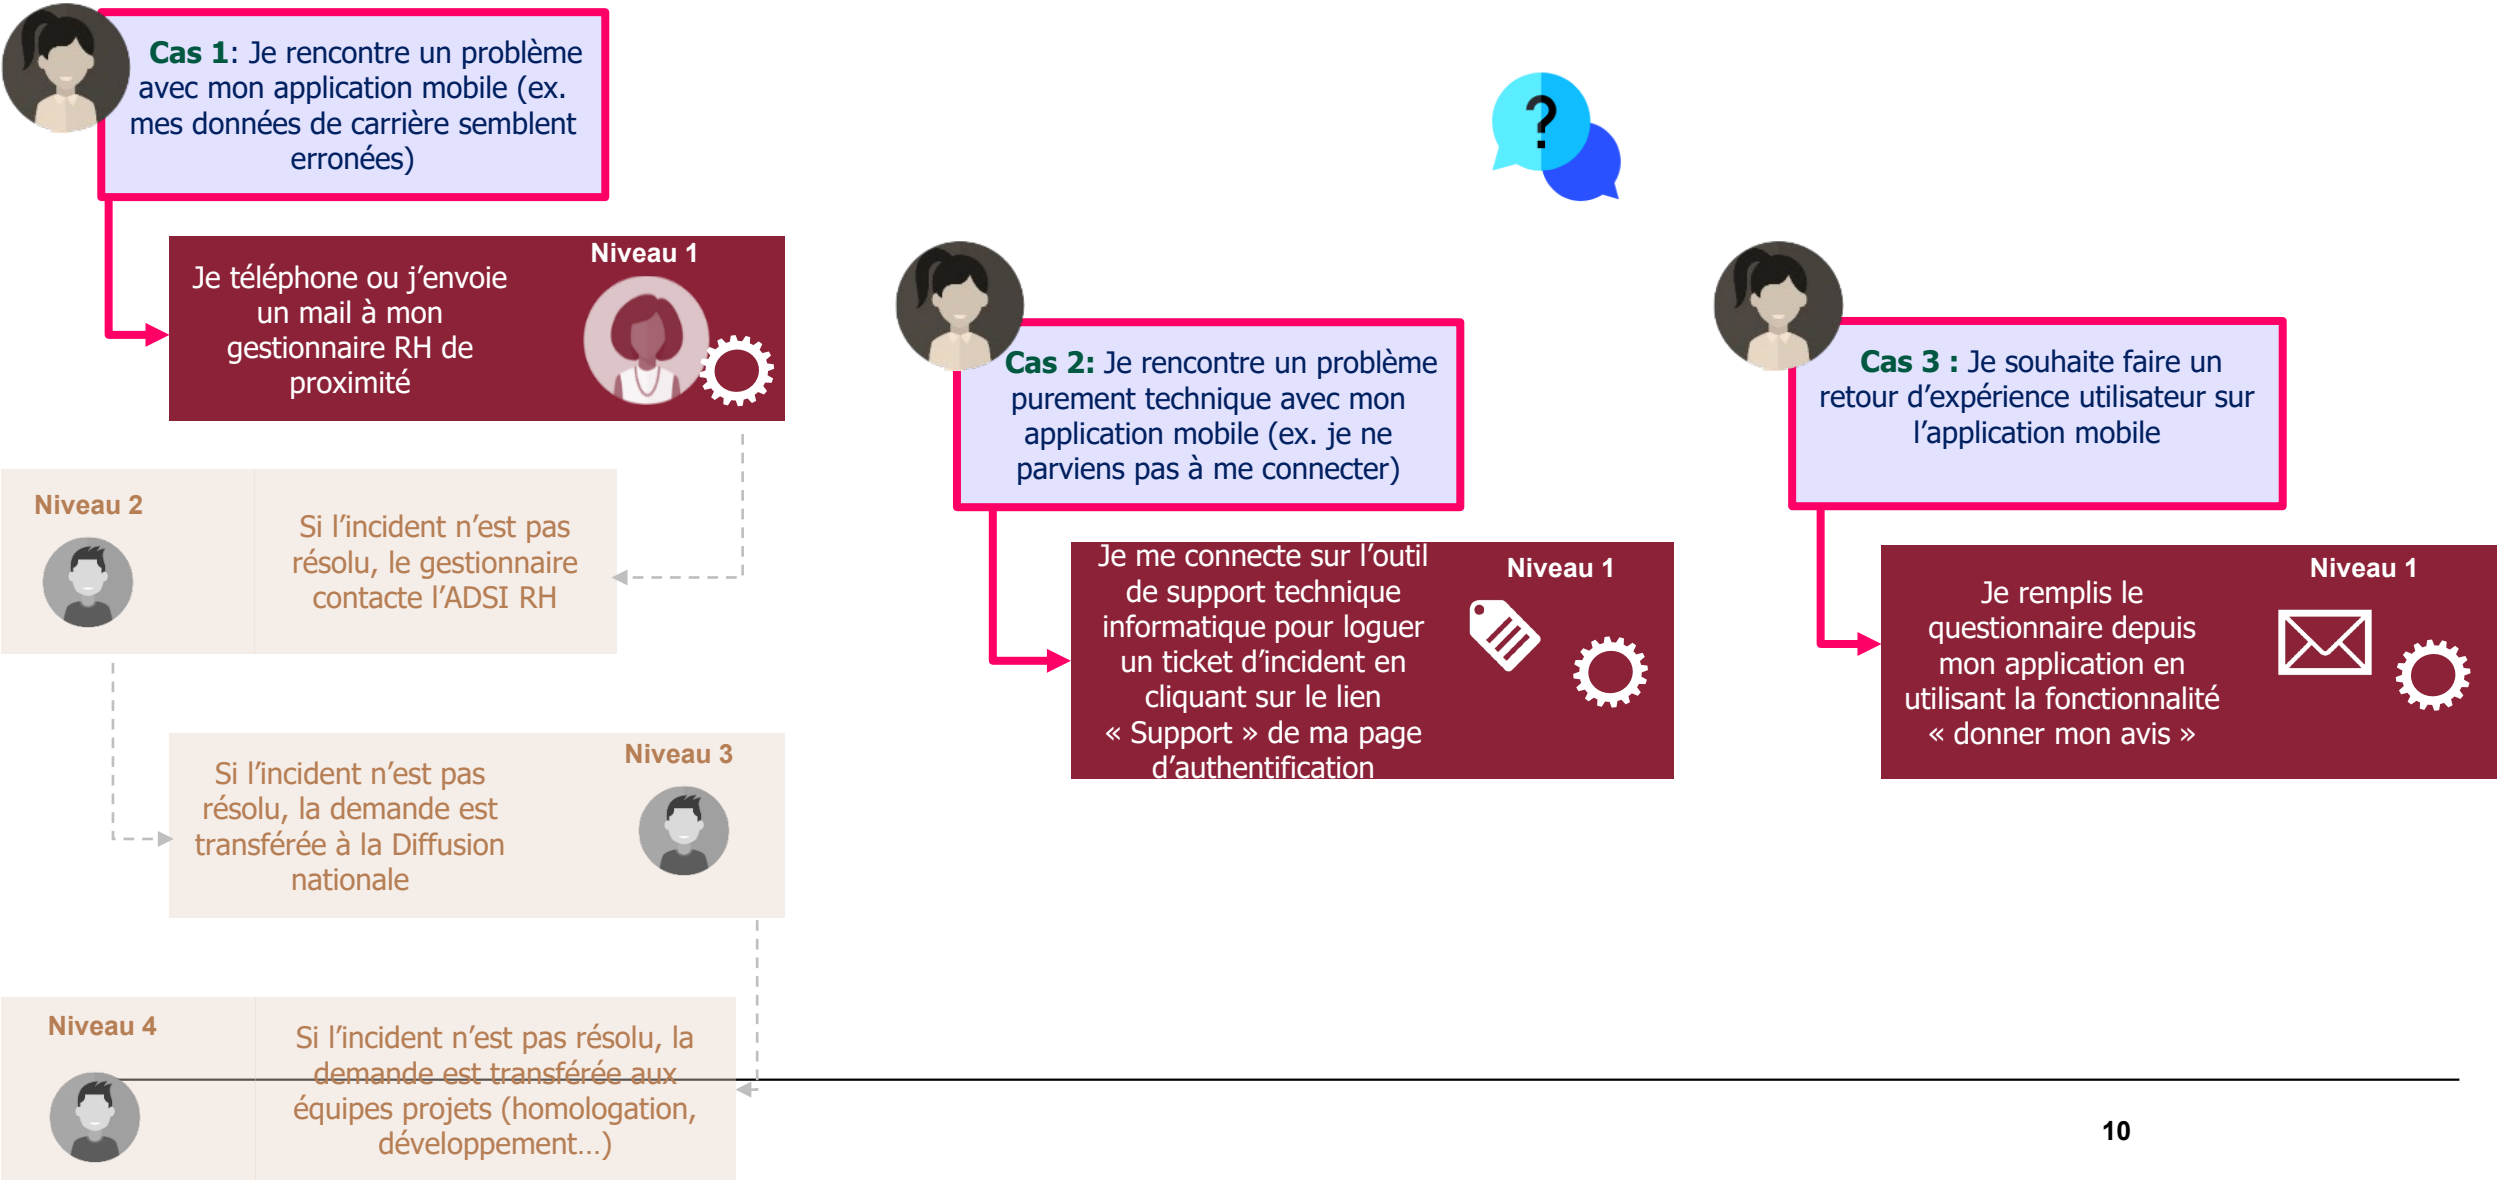 Cas 1: Je rencontre un problème
avec mon application mobile (ex.
mes données de carrière semblent
erronées)
?
Niveau 1
Je téléphone ou j’envoie
un mail à mon
gestionnaire RH de
proximité
Niveau 2
Si l’incident n’est pas
résolu, le gestionnaire
contacte l’ADSI RH
Niveau 3
Si l’incident n’est pas
résolu, la demande est
transférée à la Diffusion
nationale
Niveau 4
Si l’incident n’est pas résolu, la
demande est transférée aux
équipes projets (homologation,
développement…)
Cas 2: Je rencontre un problème
purement technique avec mon
application mobile (ex. je ne
parviens pas à me connecter)
Niveau 1
Je me connecte sur l’outil
de support technique
informatique pour loguer
un ticket d’incident en
cliquant sur le lien
« Support » de ma page
d’authentification
Cas 3 : Je souhaite faire un
retour d’expérience utilisateur sur
l’application mobile
Niveau 1
Je remplis le
questionnaire depuis
mon application en
utilisant la fonctionnalité
« donner mon avis »
10